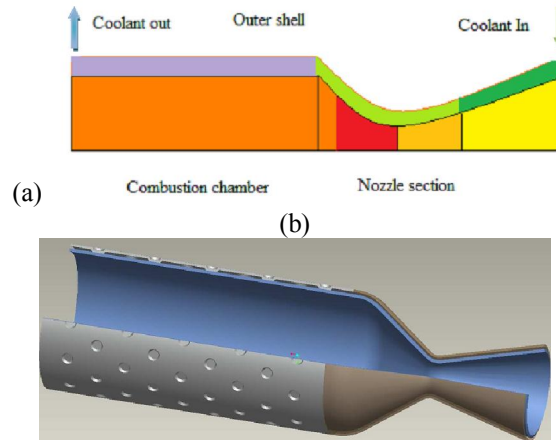 Coolant out Outer shell Coolant In
Combustion chamber Nozzle section
(a)
(b)